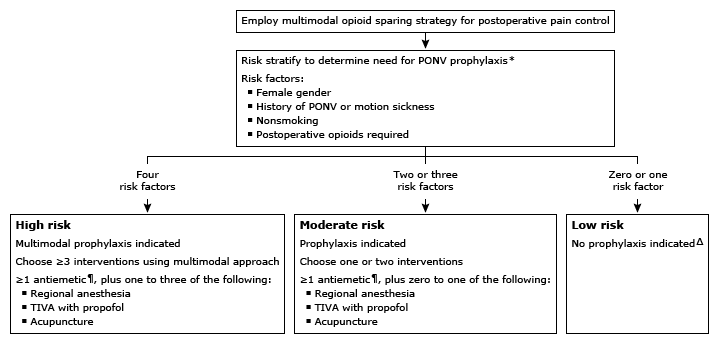 Employ multimodal opioid sparing strategy for postoperative pain control
Risk stratify to determine need for PONV prophylaxis*
Risk factors:
▪ Female gender
▪ History of PONV or motion sickness
▪ Nonsmoking
▪ Postoperative opioids required
Four
risk factors
Two or three
risk factors
Zero or one
risk factor
High risk
Multimodal prophylaxis indicated
Choose ≥3 interventions using multimodal approach
≥1 antiemetic¶, plus one to three of the following:
▪ Regional anesthesia
▪ TIVA with propofol
▪ Acupuncture
Moderate risk
Prophylaxis indicated
Choose one or two interventions
≥1 antiemetic¶, plus zero to one of the following:
▪ Regional anesthesia
▪ TIVA with propofol
▪ Acupuncture
Low risk
No prophylaxis indicatedΔ